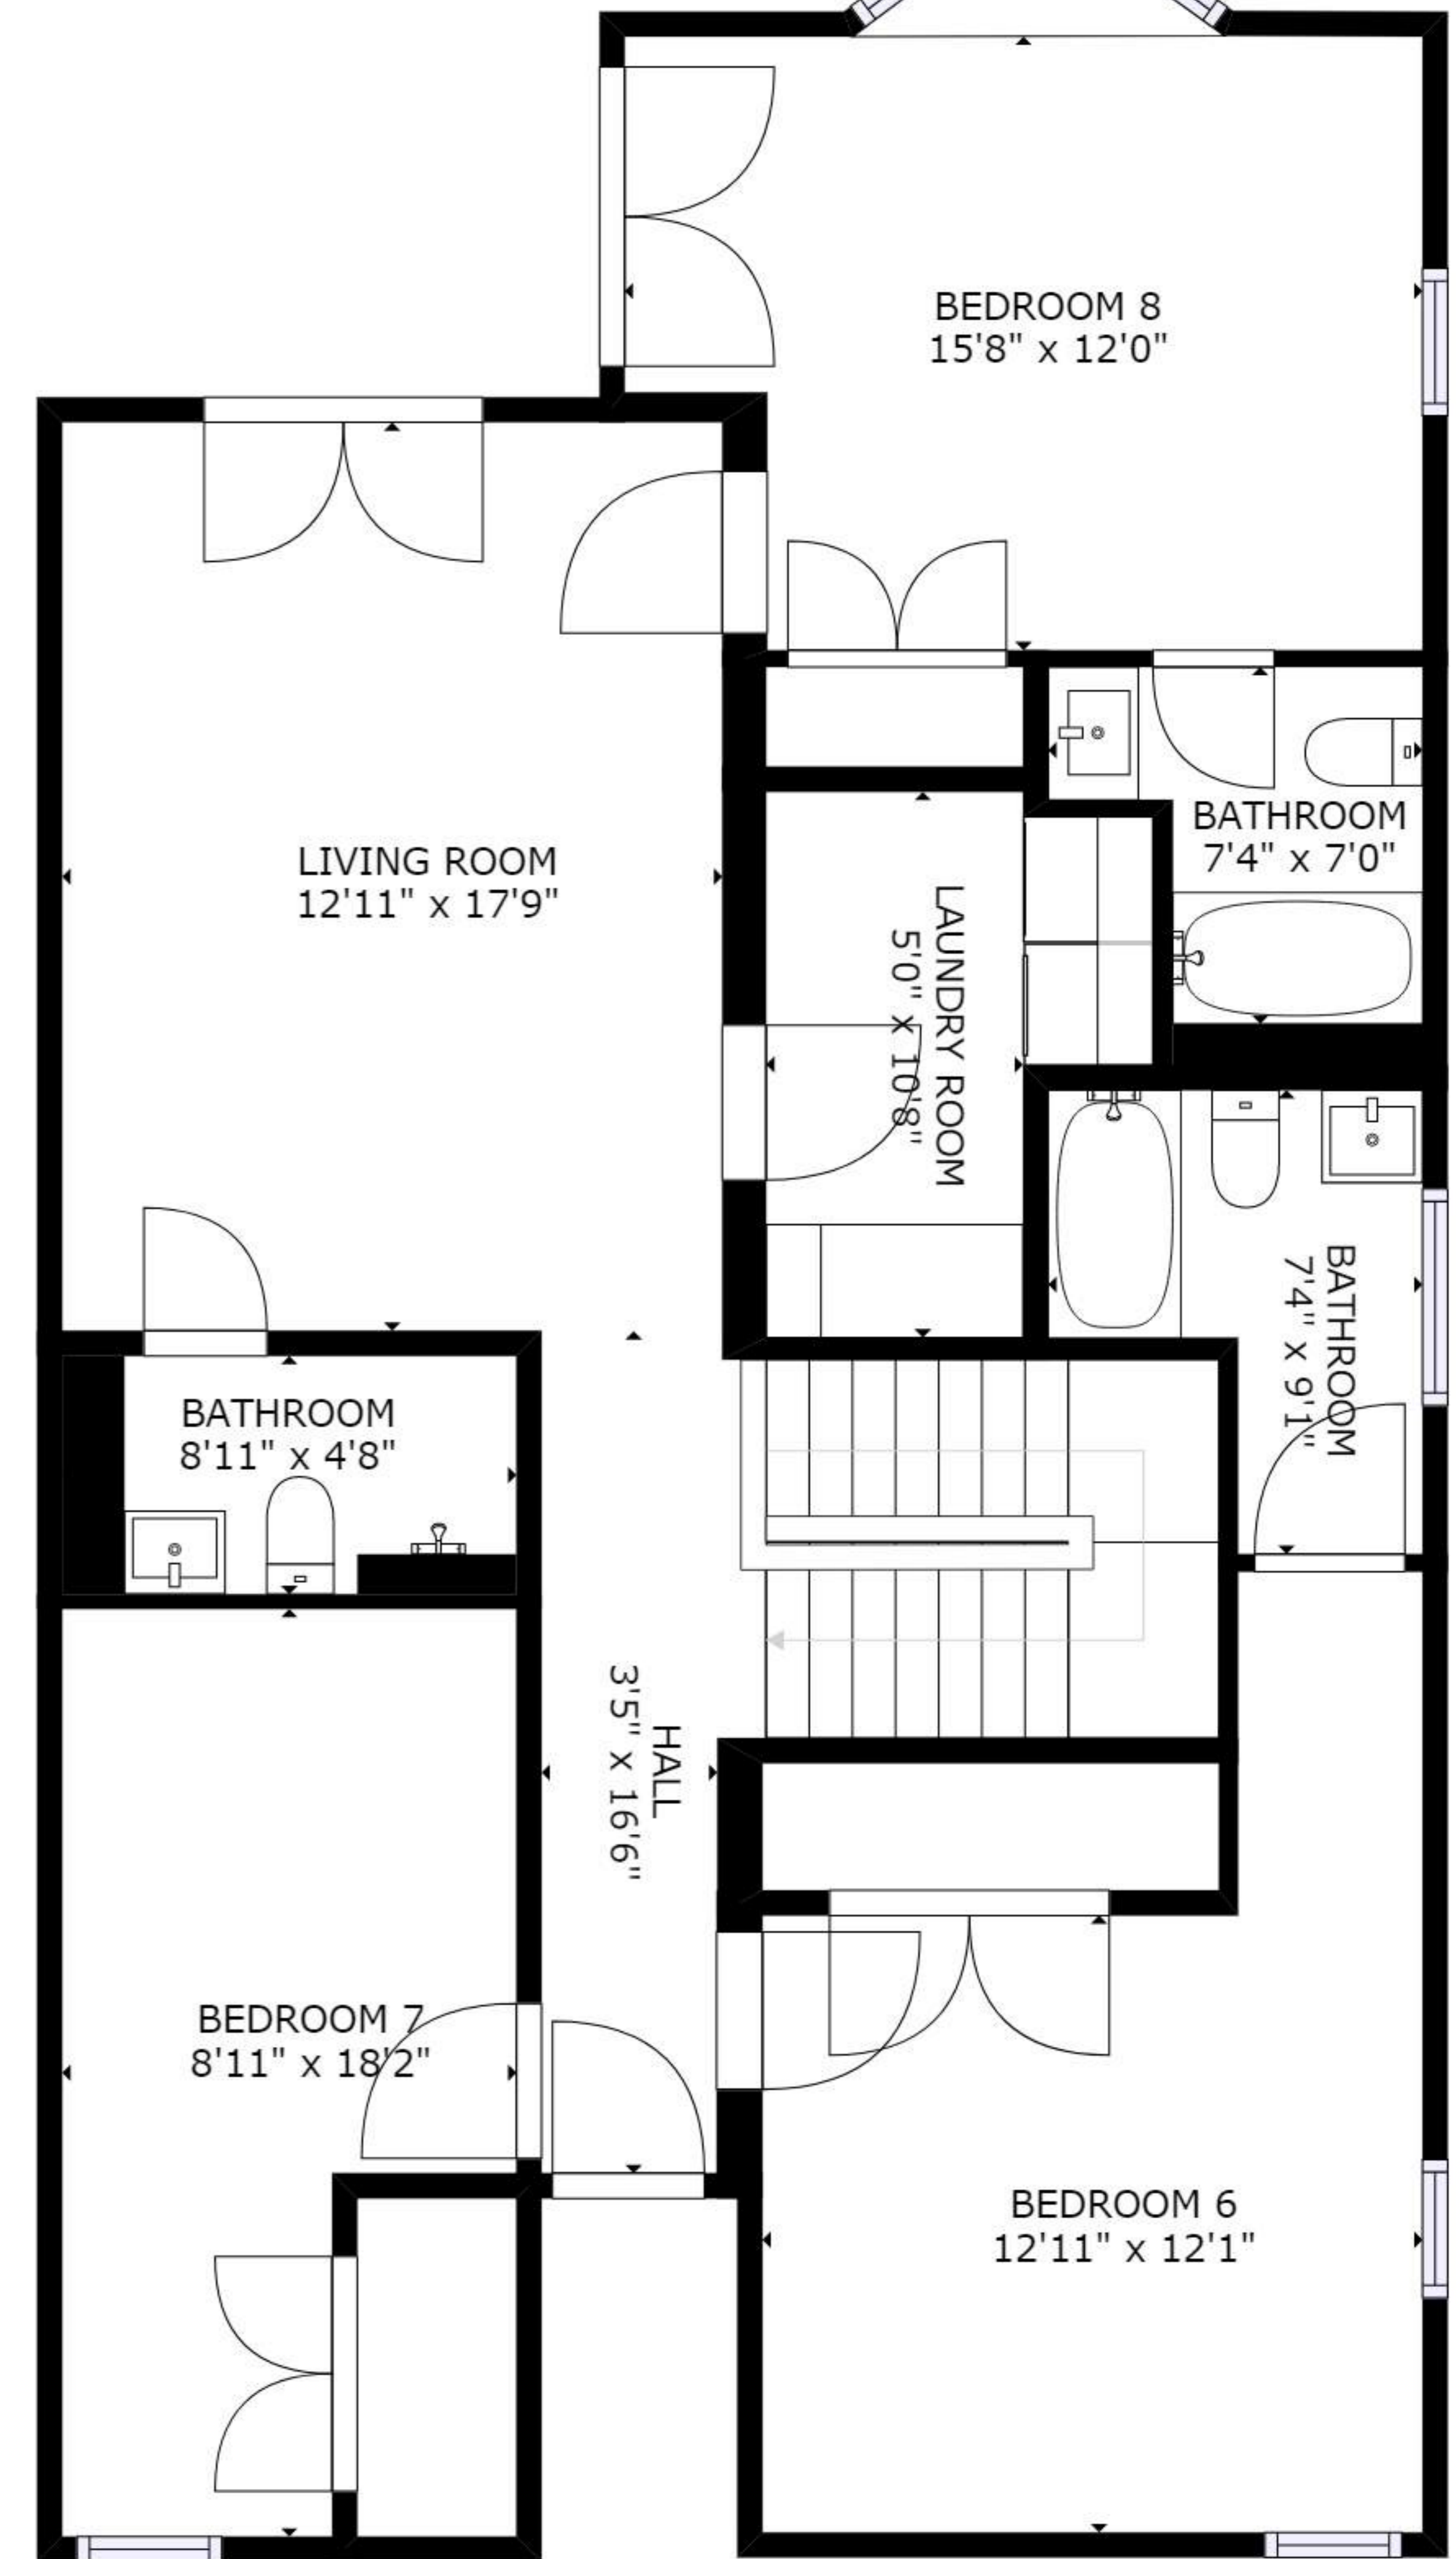 BEDROOM 8
15'8" x 12'0"
BATHROOM
7'4" x 7'0"
LIVING ROOM
12'11" x 17'9"
LAUNDRY ROOM
5'0" x 10'8"
BATHROOM
7'4" x 9'1"
BATHROOM
8'11" x 4'8"
HALL
3'5" x 16'6"
BEDROOM 7
8'11" x 18'2"
BEDROOM 6
12'11" x 12'1"